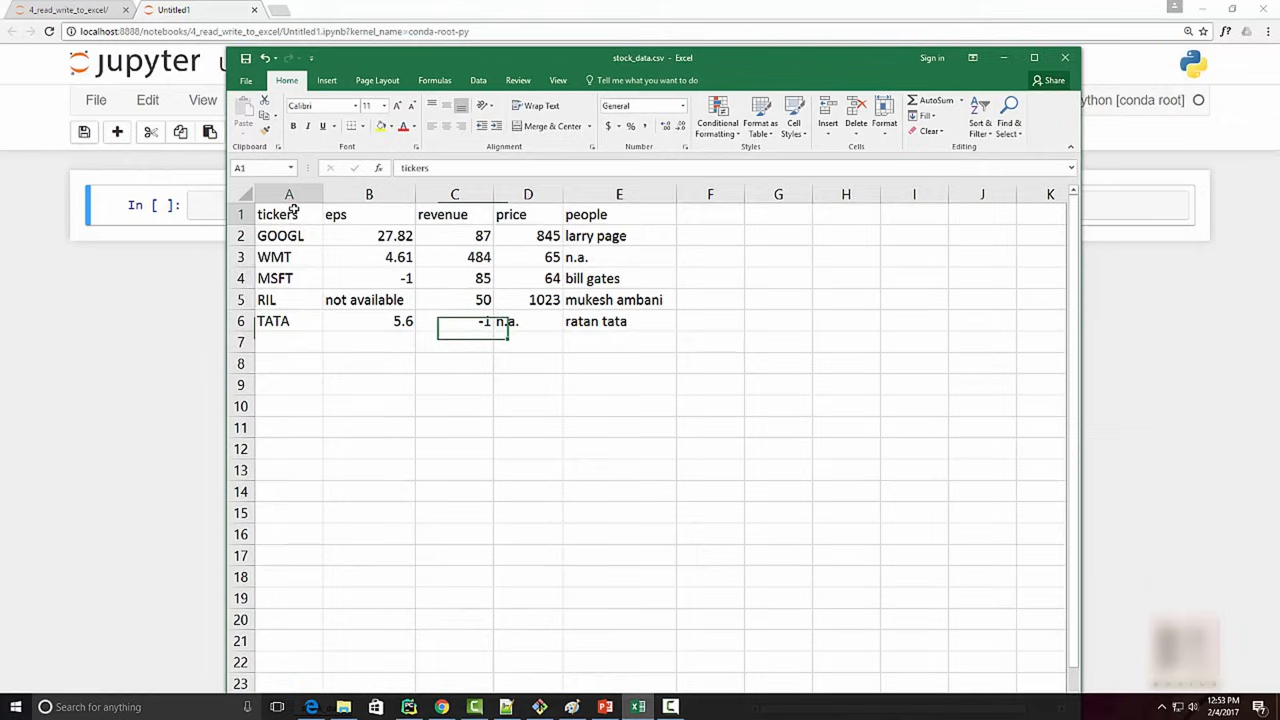 4_read_write_to_excel/ Untitled1
localhost:8888/notebooks/4_read_write_to_excel/Untitled1.ipynb?kernel_name=conda-root-py
jupyter
stock_data.csv - Excel
Sign in
File Home Insert Page Layout Formulas Data Review View Tell me what you want to do Share
File Edit View
Python [conda root]
Paste
Calibri 11
Wrap Text
Merge & Center
General
Conditional Formatting
Format as Table
Cell Styles
Insert Delete Format
AutoSum
Fill
Clear
Sort & Filter
Find & Select
Clipboard Font Alignment Number Styles Cells Editing
A1 fx tickers
A B C D E F G H I J K
1 tickers eps revenue price people
2 GOOGL 27.82 87 845 larry page
3 WMT 4.61 484 65 n.a.
4 MSFT -1 85 64 bill gates
5 RIL not available 50 1023 mukesh ambani
6 TATA 5.6 -1 n.a. ratan tata
7
8
9
10
11
12
13
14
15
16
17
18
19
20
21
22
23
In [ ]:
Search for anything
12:53 PM
2/4/2017